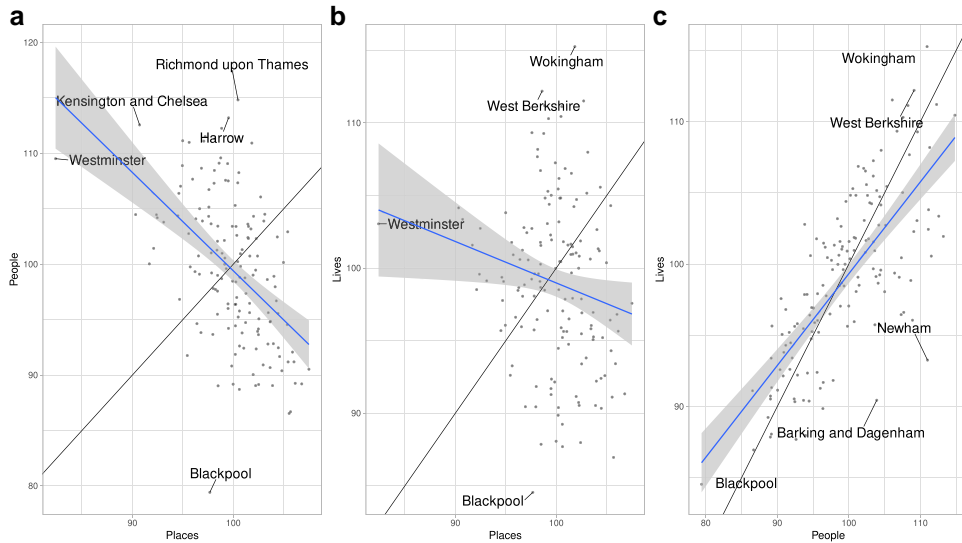 a
120
Richmond upon Thames
Kensington and Chelsea
Harrow
110
Westminster
People
100
90
Blackpool
80
90
100
Places
b
Wokingham
West Berkshire
110
Westminster
Lives
100
90
Blackpool
90
100
Places
c
Wokingham
110
West Berkshire
Lives
100
Newham
90
Barking and Dagenham
Blackpool
80
90
100
110
People